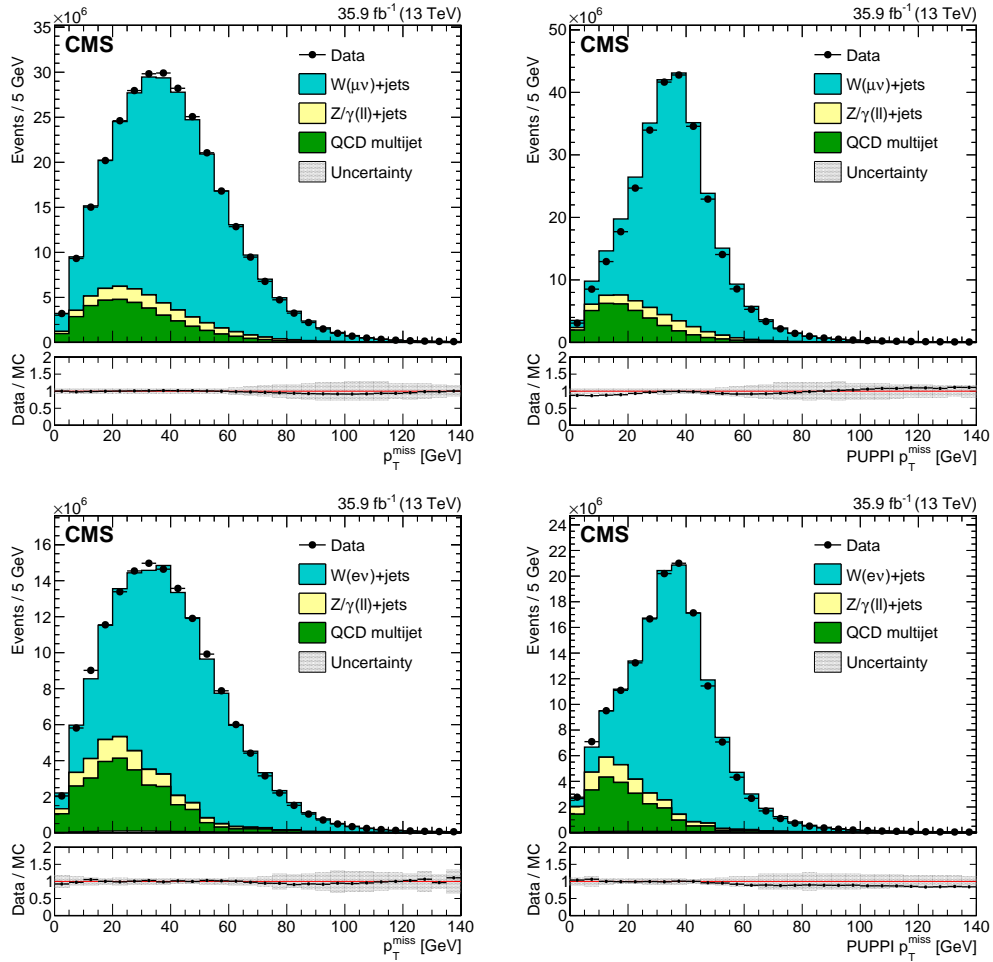 ×10⁶
35.9 fb⁻¹ (13 TeV)
CMS
Events / 5 GeV
35
30
25
20
15
10
5
0
Data
W(μν)+jets
Z/γ(ll)+jets
QCD multijet
Uncertainty
Data / MC
2
1.5
1
0.5
0
0 20 40 60 80 100 120 140
p_T^miss [GeV]
×10⁶
35.9 fb⁻¹ (13 TeV)
CMS
Events / 5 GeV
50
40
30
20
10
0
Data
W(μν)+jets
Z/γ(ll)+jets
QCD multijet
Uncertainty
Data / MC
2
1.5
1
0.5
0
0 20 40 60 80 100 120 140
PUPPI p_T^miss [GeV]
×10⁶
35.9 fb⁻¹ (13 TeV)
CMS
Events / 5 GeV
16
14
12
10
8
6
4
2
0
Data
W(eν)+jets
Z/γ(ll)+jets
QCD multijet
Uncertainty
Data / MC
2
1.5
1
0.5
0
0 20 40 60 80 100 120 140
p_T^miss [GeV]
×10⁶
35.9 fb⁻¹ (13 TeV)
CMS
Events / 5 GeV
24
22
20
18
16
14
12
10
8
6
4
2
0
Data
W(eν)+jets
Z/γ(ll)+jets
QCD multijet
Uncertainty
Data / MC
2
1.5
1
0.5
0
0 20 40 60 80 100 120 140
PUPPI p_T^miss [GeV]